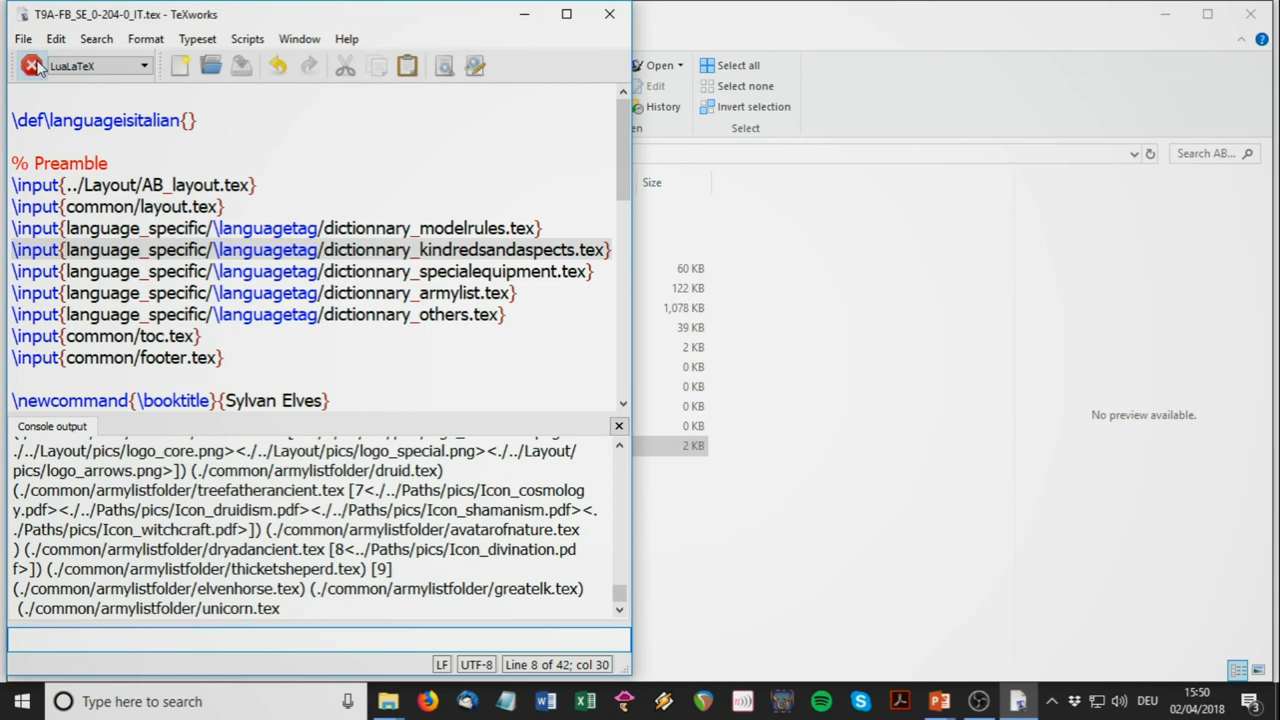 T9A-FB_SE_0-204-0_IT.tex - TeXworks
File Edit Search Format Typeset Scripts Window Help
LuaLaTeX
\def\languageisitalian{}
% Preamble
\input{../Layout/AB_layout.tex}
\input{common/layout.tex}
\input{language_specific/\languagetag/dictionnary_modelrules.tex}
\input{language_specific/\languagetag/dictionnary_kindredsandaspects.tex}
\input{language_specific/\languagetag/dictionnary_specialequipment.tex}
\input{language_specific/\languagetag/dictionnary_armylist.tex}
\input{language_specific/\languagetag/dictionnary_others.tex}
\input{common/toc.tex}
\input{common/footer.tex}
\newcommand{\booktitle}{Sylvan Elves}
Console output
./../Layout/pics/logo_core.png><./../Layout/pics/logo_special.png><./../Layout/
pics/logo_arrows.png>]) (./common/armylistfolder/druid.tex)
(./common/armylistfolder/treefatherancient.tex [7<./../Paths/pics/Icon_cosmolog
y.pdf><./../Paths/pics/Icon_druidism.pdf><./../Paths/pics/Icon_shamanism.pdf><.
./Paths/pics/Icon_witchcraft.pdf>]) (./common/armylistfolder/avatarofnature.tex
) (./common/armylistfolder/dryadancient.tex [8<../Paths/pics/Icon_divination.pd
f>]) (./common/armylistfolder/thicketsheperd.tex) [9]
(./common/armylistfolder/elvenhorse.tex) (./common/armylistfolder/greatelk.tex)
(./common/armylistfolder/unicorn.tex
LF UTF-8 Line 8 of 42; col 30
Open Select all
Edit Select none
History Invert selection
en Select
Search AB...
Size
60 KB
122 KB
1,078 KB
39 KB
2 KB
0 KB
0 KB
0 KB
0 KB
2 KB
No preview available.
Type here to search
DEU
15:50
02/04/2018
3